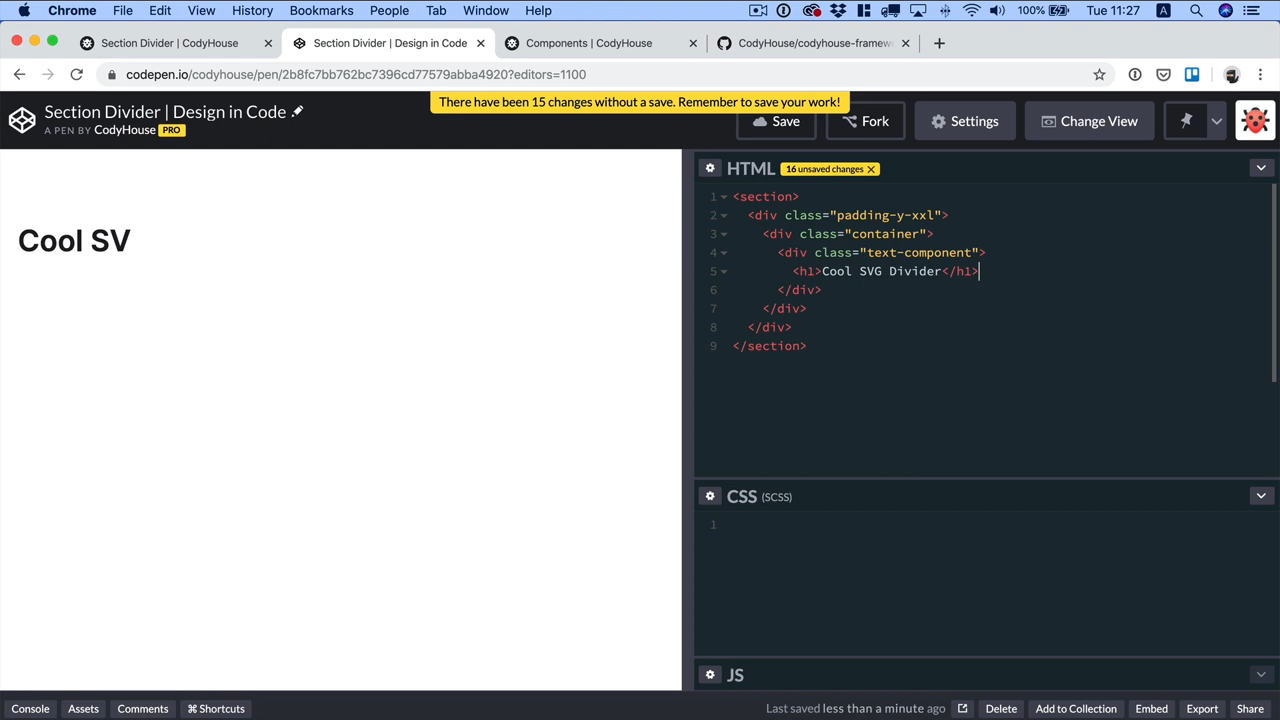 Chrome File Edit View History Bookmarks People Tab Window Help 100% Tue 11:27
Section Divider | CodyHouse Section Divider | Design in Code Components | CodyHouse CodyHouse/codyhouse-framew
codepen.io/codyhouse/pen/2b8fc7bb762bc7396cd77579abba4920?editors=1100
There have been 15 changes without a save. Remember to save your work!
Section Divider | Design in Code
A PEN BY CodyHouse PRO
Save Fork Settings Change View
Cool SV
HTML 16 unsaved changes X
1 <section>
2 <div class="padding-y-xxl">
3 <div class="container">
4 <div class="text-component">
5 <h1>Cool SVG Divider</h1>
6 </div>
7 </div>
8 </div>
9 </section>
CSS (SCSS)
1
JS
Console Assets Comments ⌘ Shortcuts Last saved less than a minute ago Delete Add to Collection Embed Export Share